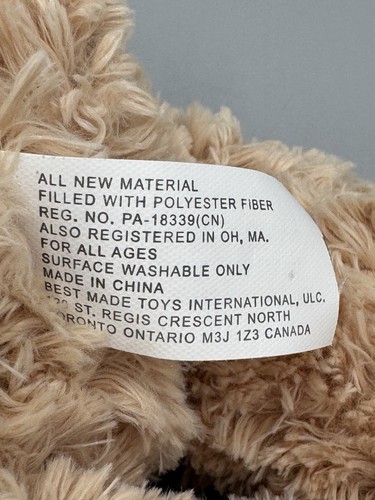 ALL NEW MATERIAL
FILLED WITH POLYESTER FIBER
REG. NO. PA-18339(CN)
ALSO REGISTERED IN OH, MA.
FOR ALL AGES
SURFACE WASHABLE ONLY
MADE IN CHINA
BEST MADE TOYS INTERNATIONAL, ULC.
ST. REGIS CRESCENT NORTH
TORONTO ONTARIO M3J 1Z3 CANADA